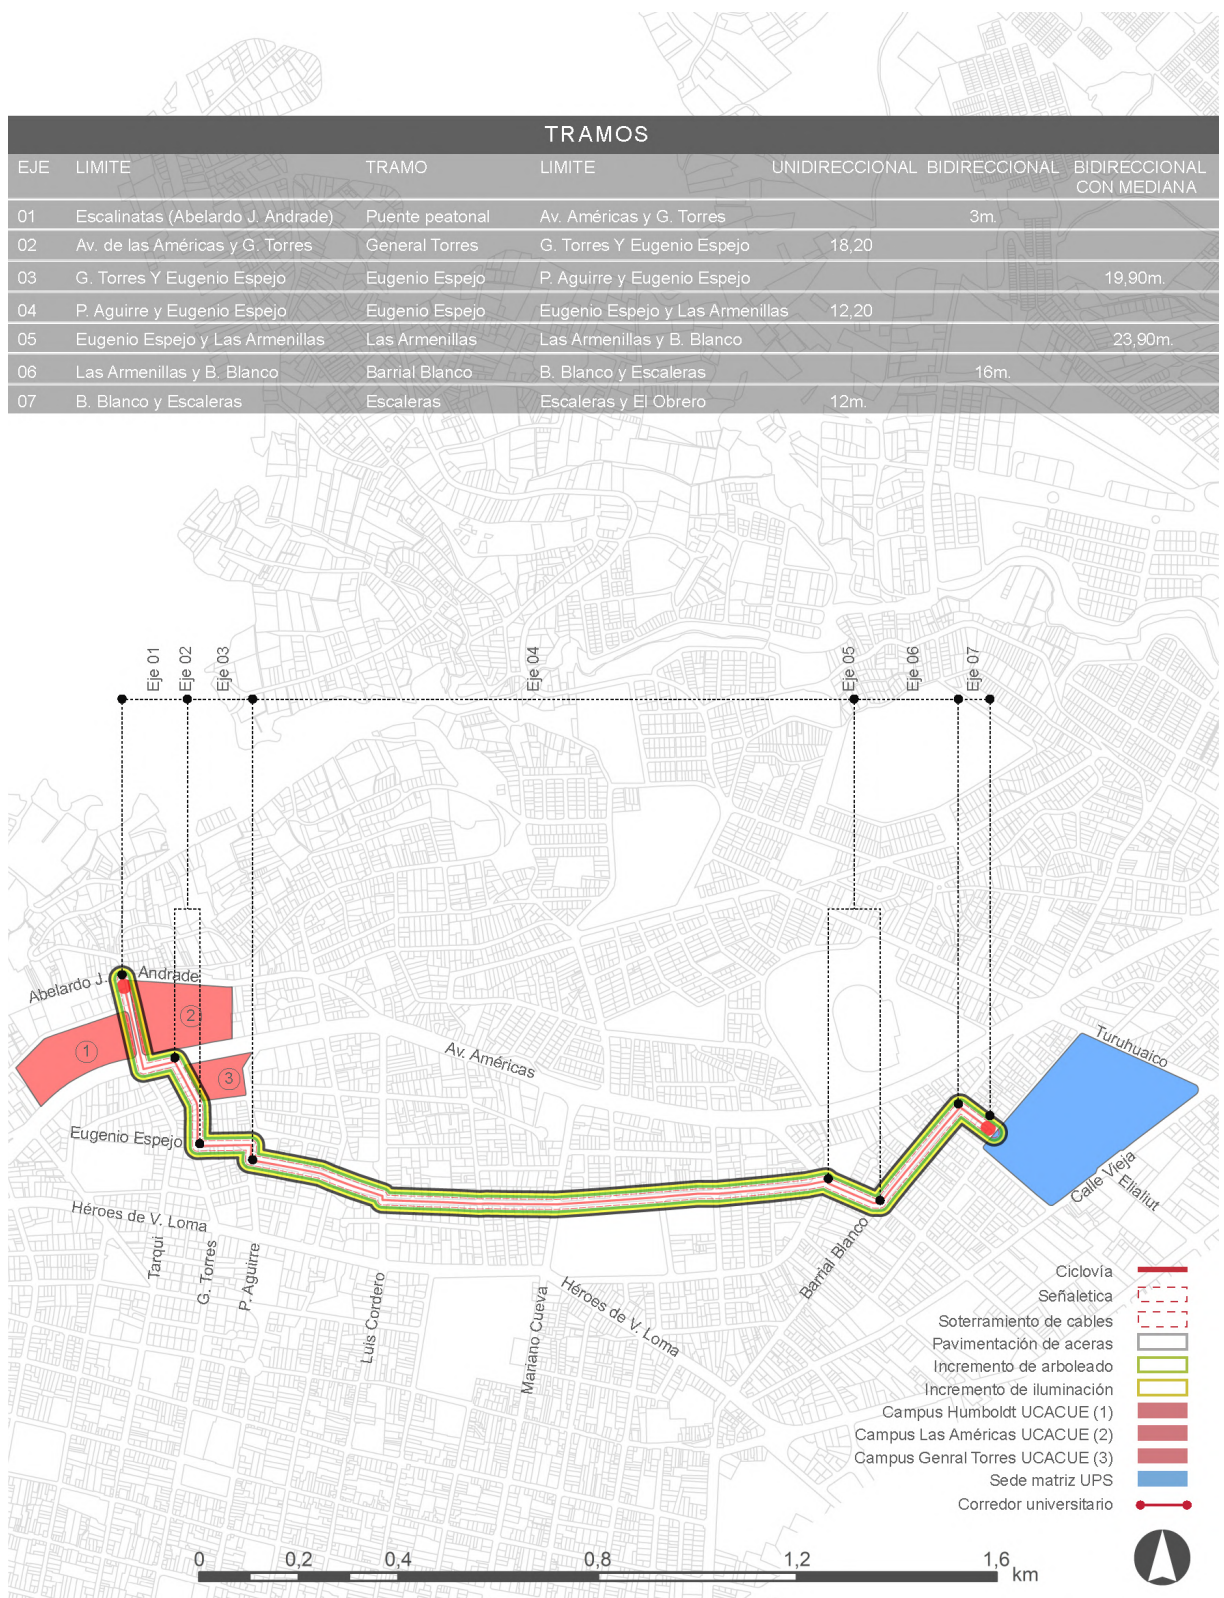 TRAMOS
EJE LIMITE TRAMO LIMITE UNIDIRECCIONAL BIDIRECCIONAL BIDIRECCIONAL
CON MEDIANA
01 Escalinatas (Abelardo J. Andrade) Puente peatonal Av. Américas y G. Torres 3m.
02 Av. de las Américas y G. Torres General Torres G. Torres Y Eugenio Espejo 18,20
03 G. Torres Y Eugenio Espejo Eugenio Espejo P. Aguirre y Eugenio Espejo 19,90m.
04 P. Aguirre y Eugenio Espejo Eugenio Espejo Eugenio Espejo y Las Armenillas 12,20
05 Eugenio Espejo y Las Armenillas Las Armenillas Las Armenillas y B. Blanco 23,90m.
06 Las Armenillas y B. Blanco Barrial Blanco B. Blanco y Escaleras 16m.
07 B. Blanco y Escaleras Escaleras Escaleras y El Obrero 12m.
Eje 01
Eje 02
Eje 03
Eje 04
Eje 05
Eje 06
Eje 07
Abelardo J. Andrade
2
1
3
Av. Américas
Turuhuaico
Eugenio Espejo
Calle Vieja
Elialiut
Héroes de V. Loma
Tarqui
G. Torres
P. Aguirre
Luis Cordero
Mariano Cueva
Héroes de V. Loma
Barrial Blanco
Ciclovía
Señaletica
Soterramiento de cables
Pavimentación de aceras
Incremento de arboleado
Incremento de iluminación
Campus Humboldt UCACUE (1)
Campus Las Américas UCACUE (2)
Campus Genral Torres UCACUE (3)
Sede matriz UPS
Corredor universitario
0 0,2 0,4 0,8 1,2 1,6
km